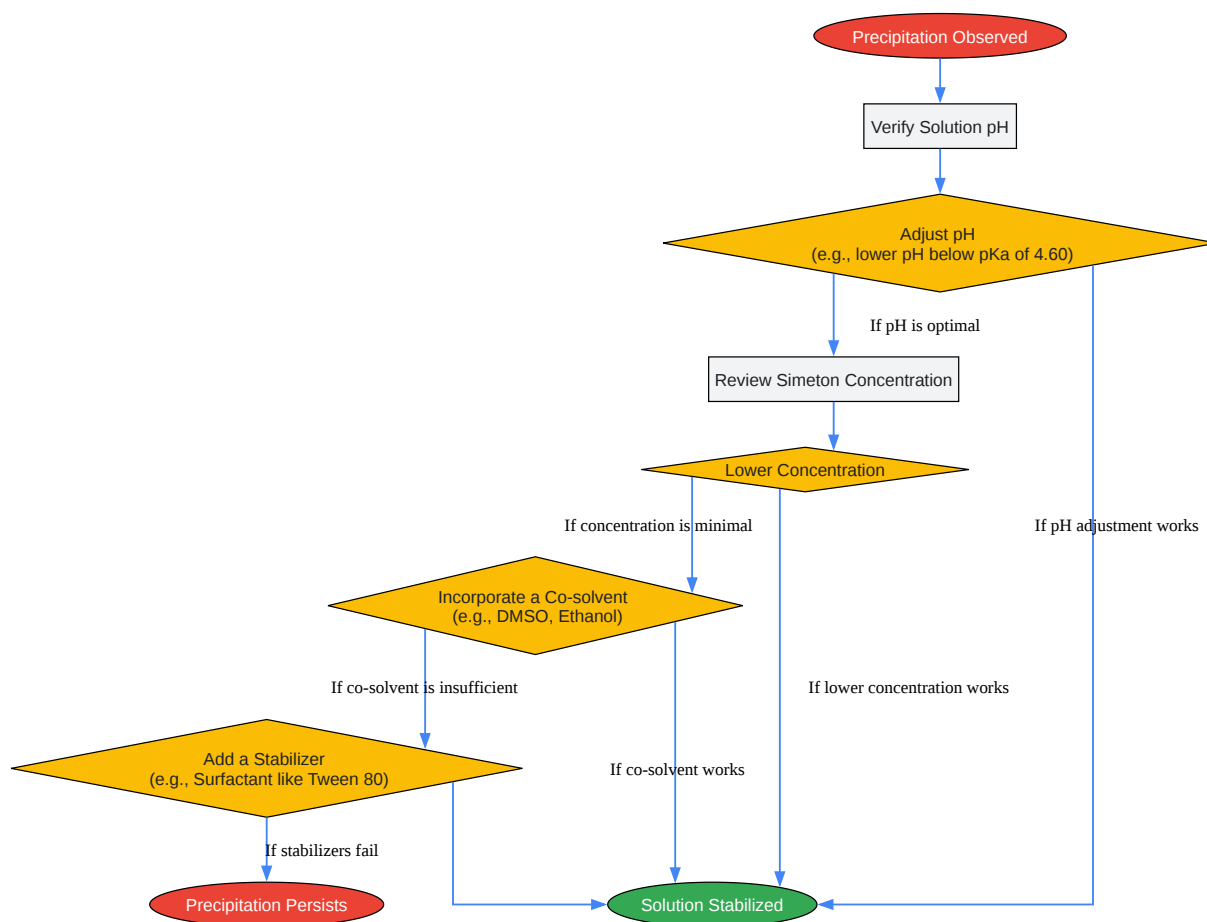 Precipitation Observed
Verify Solution pH
Adjust pH
(e.g., lower pH below pKa of 4.60)
If pH is optimal
Review Simeton Concentration
Lower Concentration
If concentration is minimal
If pH adjustment works
Incorporate a Co-solvent
(e.g., DMSO, Ethanol)
If co-solvent is insufficient
If lower concentration works
Add a Stabilizer
(e.g., Surfactant like Tween 80)
If co-solvent works
If stabilizers fail
Precipitation Persists
Solution Stabilized